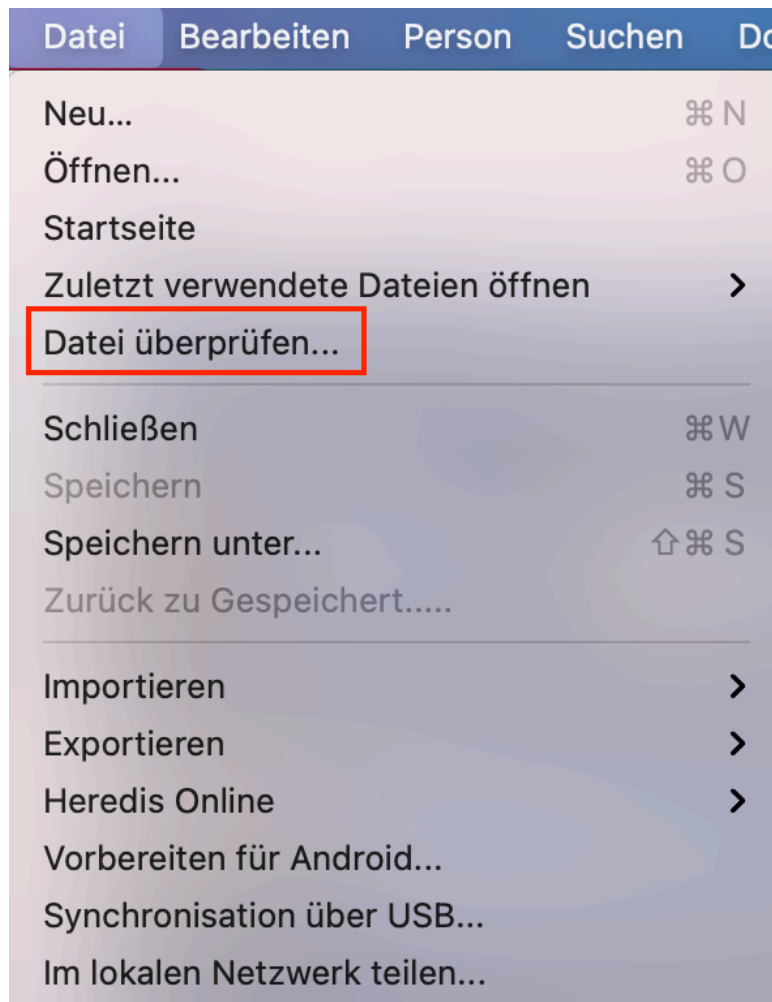 Datei Bearbeiten Person Suchen
Neu... ⌘ N
Öffnen... ⌘ O
Startseite
Zuletzt verwendete Dateien öffnen
Datei überprüfen...
Schließen ⌘ W
Speichern ⌘ S
Speichern unter... ⇧ ⌘ S
Zurück zu Gespeichert.....
Importieren
Exportieren
Heredis Online
Vorbereiten für Android...
Synchronisation über USB...
Im lokalen Netzwerk teilen...